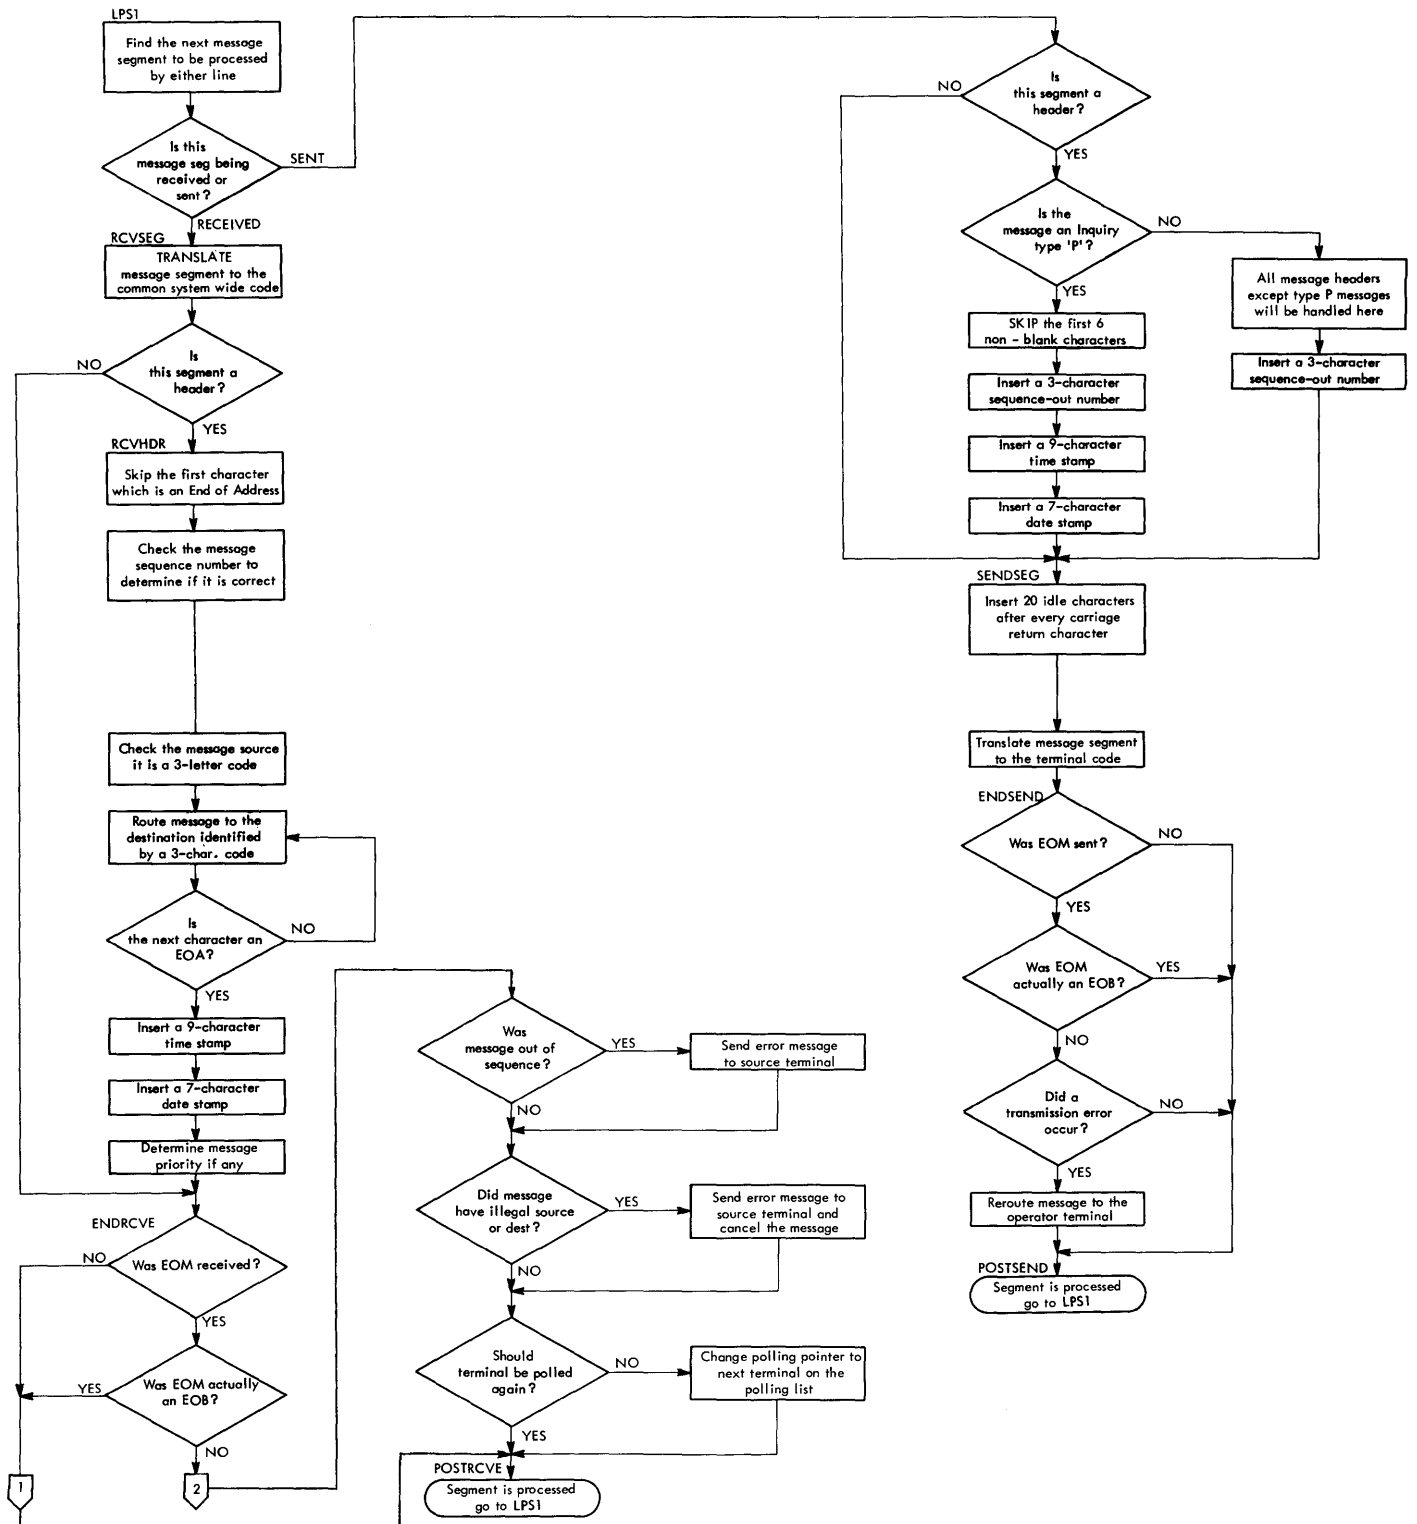 LPS1
Find the next message
segment to be processed
by either line
Is this
message seg being
received or
sent?
SENT
RECEIVED
RCVSEG
TRANSLATE
message segment to the
common system wide code
Is
this segment a
header?
NO
YES
RCVHDR
Skip the first character
which is an End of Address
Check the message
sequence number to
determine if it is correct
Check the message source
it is a 3-letter code
Route message to the
destination identified
by a 3-char. code
Is
the next character an
EOA?
NO
YES
Insert a 9-character
time stamp
Insert a 7-character
date stamp
Determine message
priority if any
ENDRCVE
Was EOM received?
NO
YES
Was EOM actually
an EOB?
YES
NO
1
2
Was
message out of
sequence?
YES
Send error message
to source terminal
NO
Did message
have illegal source
or dest?
YES
Send error message to
source terminal and
cancel the message
NO
Should
terminal be polled
again?
NO
Change polling pointer to
next terminal on the
polling list
YES
POSTRCVE
Segment is processed
go to LPS1
Is
this segment a
header?
NO
YES
Is the
message an Inquiry
type 'P'?
NO
All message headers
except type P messages
will be handled here
Insert a 3-character
sequence-out number
YES
SKIP the first 6
non - blank characters
Insert a 3-character
sequence-out number
Insert a 9-character
time stamp
Insert a 7-character
date stamp
SENDSEG
Insert 20 idle characters
after every carriage
return character
Translate message segment
to the terminal code
ENDSEND
Was EOM sent?
NO
YES
Was EOM
actually an EOB?
YES
NO
Did a
transmission error
occur?
NO
YES
Reroute message to the
operator terminal
POSTSEND
Segment is processed
go to LPS1